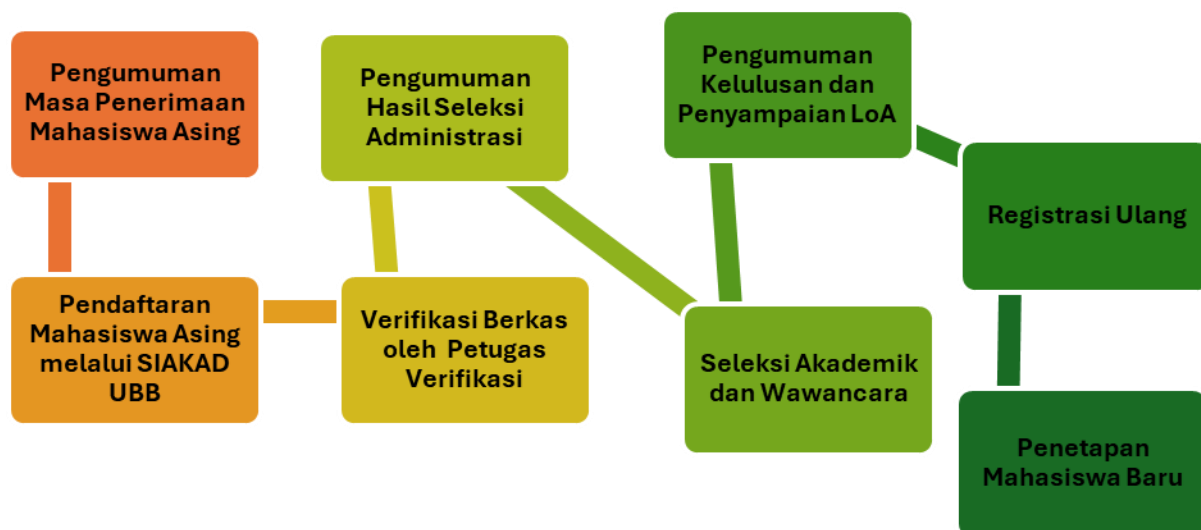 Pengumuman
Masa Penerimaan
Mahasiswa Asing
Pendaftaran
Mahasiswa Asing
melalui SIAKAD
UBB
Verifikasi Berkas
oleh Petugas
Verifikasi
Pengumuman
Hasil Seleksi
Administrasi
Seleksi Akademik
dan Wawancara
Pengumuman
Kelulusan dan
Penyampaian LoA
Registrasi Ulang
Penetapan
Mahasiswa Baru